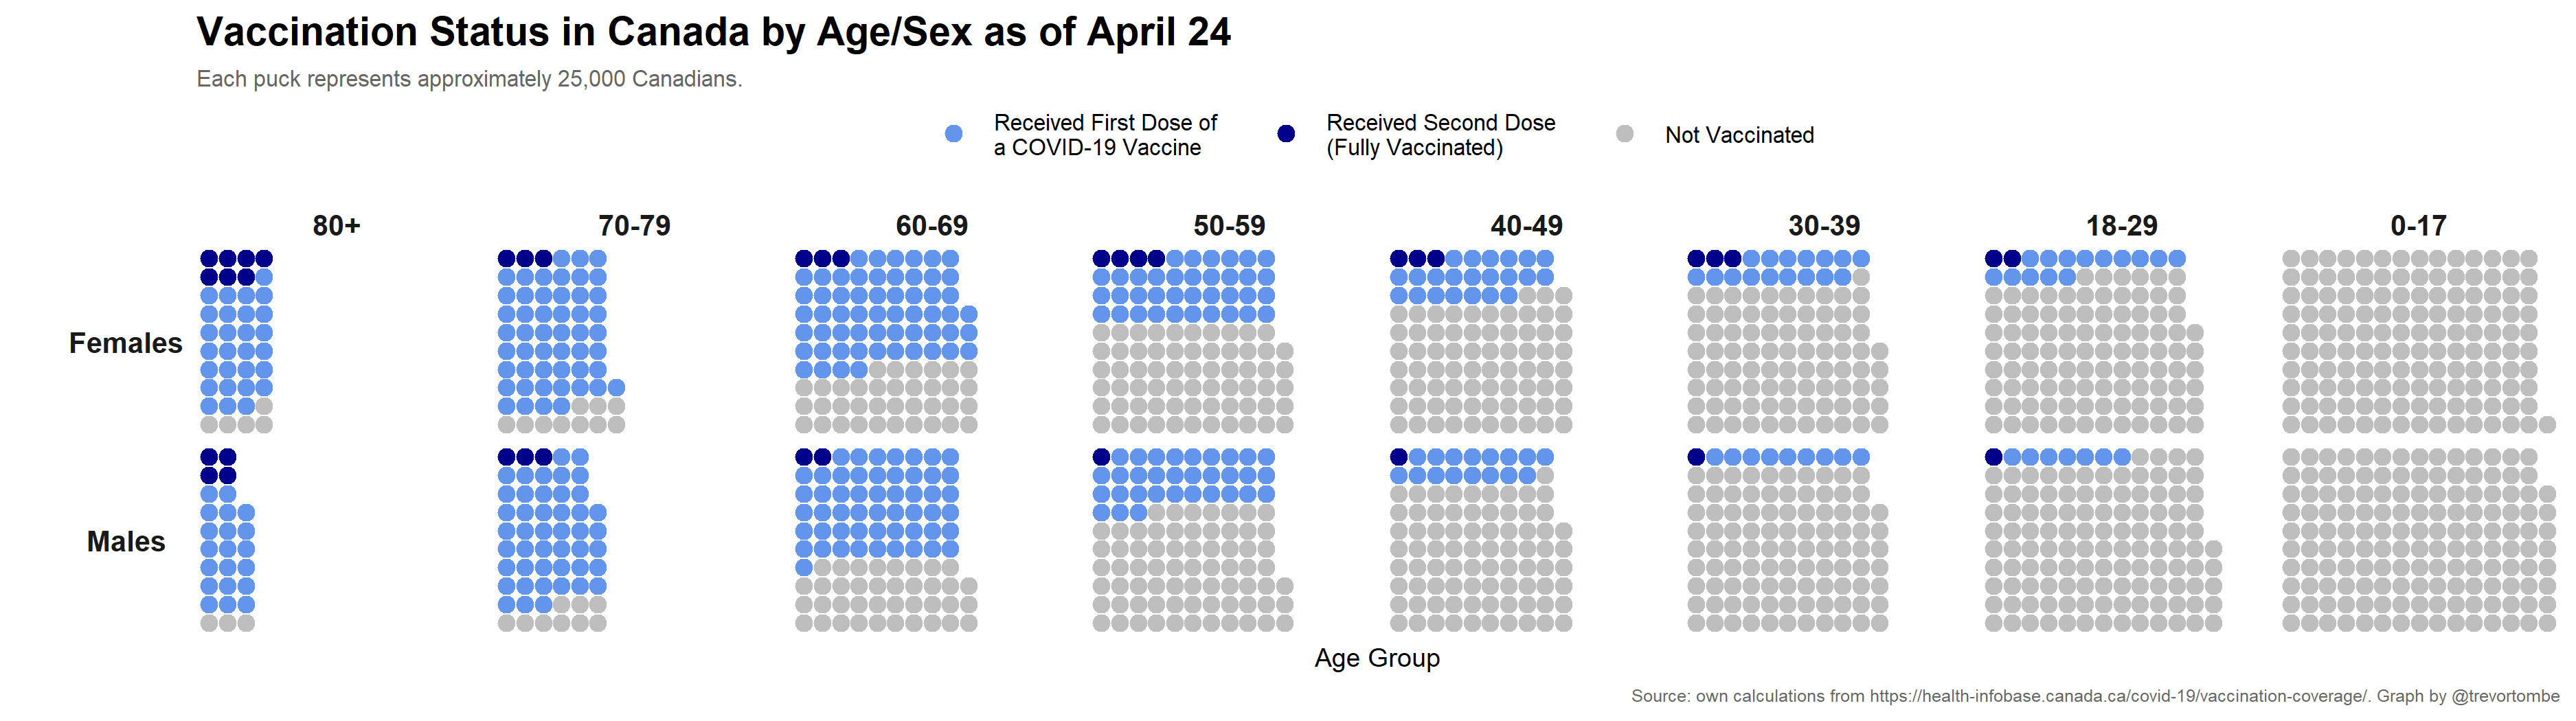 Vaccination Status in Canada by Age/Sex as of April 24
Each puck represents approximately 25,000 Canadians.
Received First Dose of
a COVID-19 Vaccine
Received Second Dose
(Fully Vaccinated)
Not Vaccinated
80+ 70-79 60-69 50-59 40-49 30-39 18-29 0-17
Females
Males
Age Group
Source: own calculations from https://health-infobase.canada.ca/covid-19/vaccination-coverage/. Graph by @trevortombe